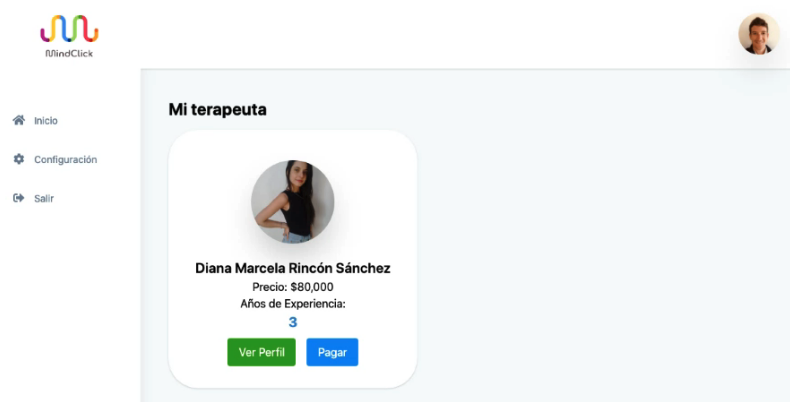 MindClick
Inicio
Configuración
Salir
Mi terapeuta
Diana Marcela Rincón Sánchez
Precio: $80,000
Años de Experiencia:
3
Ver Perfil Pagar